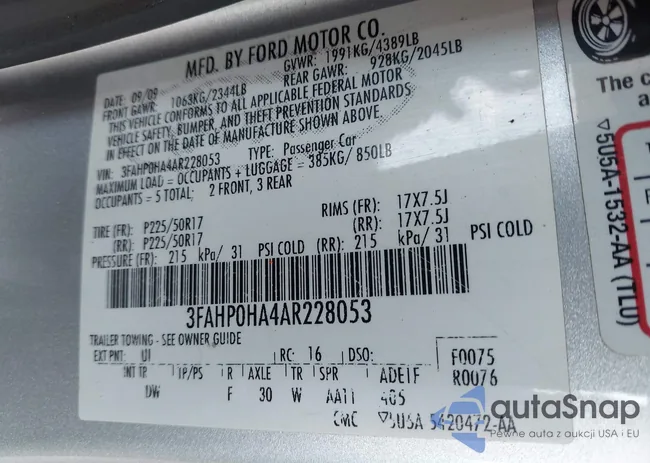 MFD. BY FORD MOTOR CO.
DATE: 09/09 GVWR: 1991KG/4389LB
FRONT GAWR: 1063KG/2344LB REAR GAWR: 928KG/2045LB
THIS VEHICLE CONFORMS TO ALL APPLICABLE FEDERAL MOTOR
VEHICLE SAFETY, BUMPER, AND THEFT PREVENTION STANDARDS
IN EFFECT ON THE DATE OF MANUFACTURE SHOWN ABOVE.
VIN: 3FAHP0HA4AR228053 TYPE: Passenger Car
MAXIMUM LOAD = OCCUPANTS + LUGGAGE = 385KG/ 850LB
OCCUPANTS = 5 TOTAL; 2 FRONT, 3 REAR
TIRE (FR): P225/50R17 RIMS (FR): 17X7.5J
(RR): P225/50R17 (RR): 17X7.5J
PRESSURE (FR): 215 kPa/ 31 PSI COLD (RR): 215 kPa/ 31 PSI COLD
3FAHP0HA4AR228053
TRAILER TOWING - SEE OWNER GUIDE
EXT PNT: UI RC: 16 DSO: F0075
INT TR TP/PS R AXLE TR SPR ADEIF R0076
DW F 30 W AA11 405
CMC ▽5U5A 5420472-AA
The c
a
▽5U5A-1532-AA (TLU)
autoSnap
Pewne auta z aukcji USA i EU